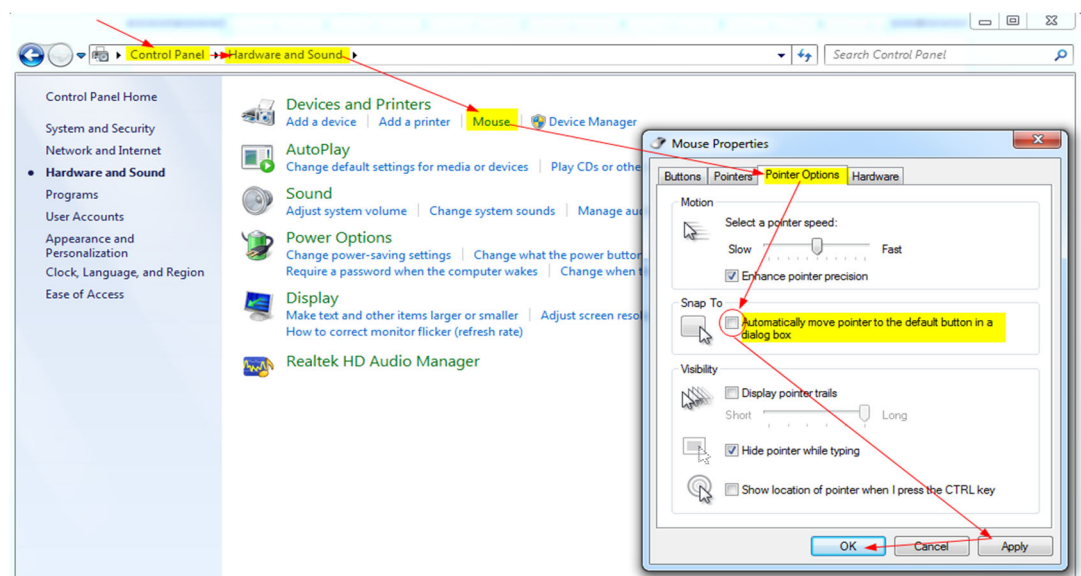 Control Panel Hardware and Sound
Search Control Panel
Control Panel Home
System and Security
Network and Internet
Hardware and Sound
Programs
User Accounts
Appearance and
Personalization
Clock, Language, and Region
Ease of Access
Devices and Printers
Add a device Add a printer Mouse Device Manager
AutoPlay
Change default settings for media or devices Play CDs or othe
Sound
Adjust system volume Change system sounds Manage aud
Power Options
Change power-saving settings Change what the power button
Require a password when the computer wakes Change when t
Display
Make text and other items larger or smaller Adjust screen resol
How to correct monitor flicker (refresh rate)
Realtek HD Audio Manager
Mouse Properties
Buttons Pointers Pointer Options Hardware
Motion
Select a pointer speed:
Slow Fast
Enhance pointer precision
Snap To
Automatically move pointer to the default button in a
dialog box
Visibility
Display pointer trails
Short Long
Hide pointer while typing
Show location of pointer when I press the CTRL key
OK Cancel Apply